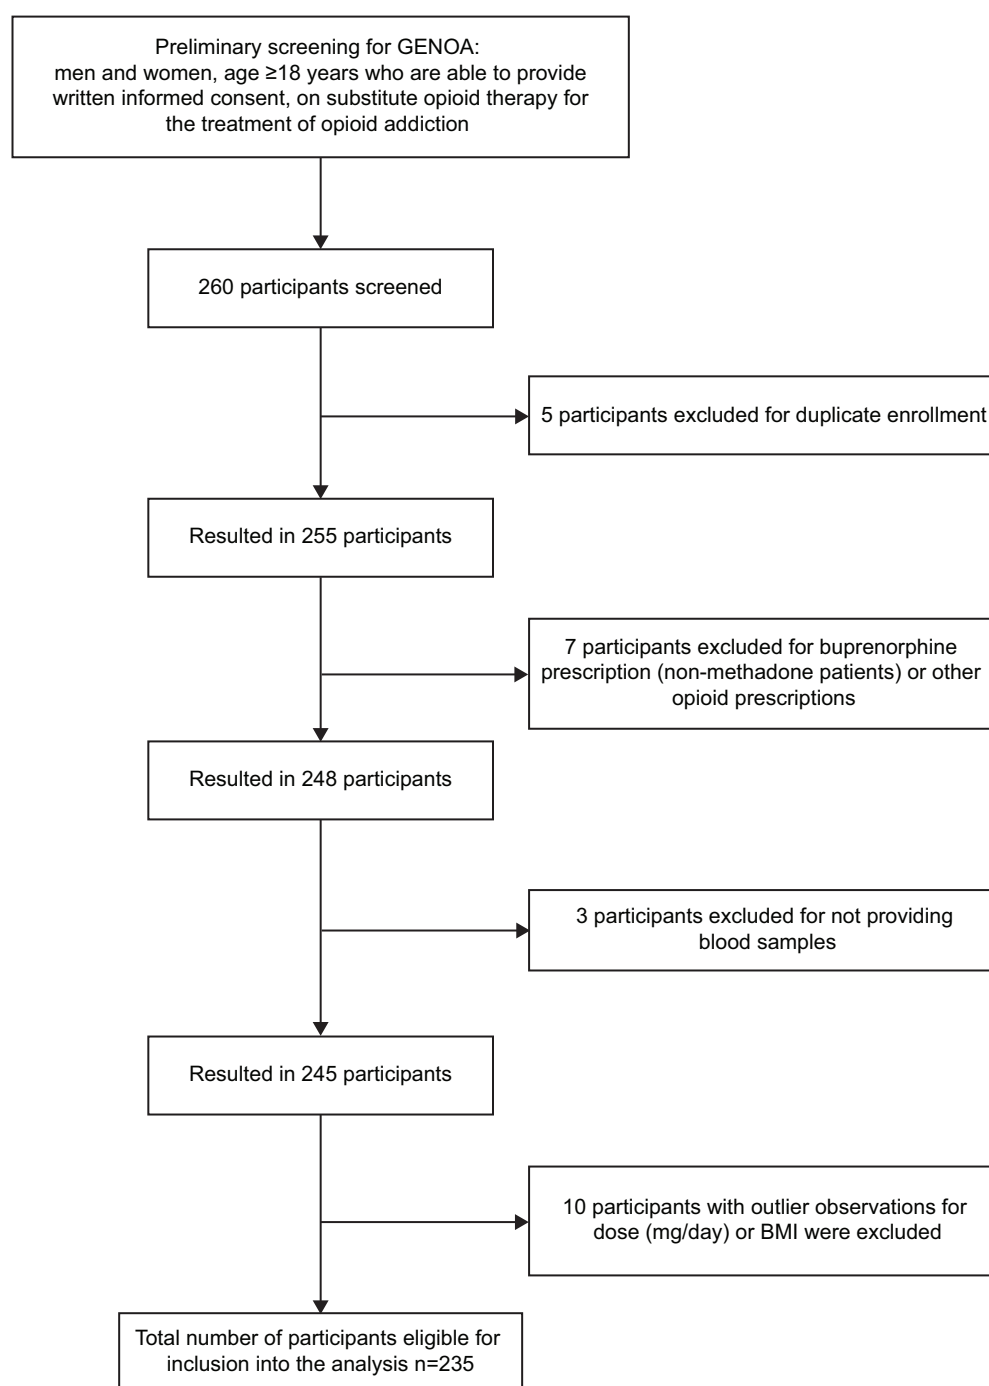 Preliminary screening for GENOA:
men and women, age ≥18 years who are able to provide
written informed consent, on substitute opioid therapy for
the treatment of opioid addiction
260 participants screened
5 participants excluded for duplicate enrollment
Resulted in 255 participants
7 participants excluded for buprenorphine
prescription (non-methadone patients) or other
opioid prescriptions
Resulted in 248 participants
3 participants excluded for not providing
blood samples
Resulted in 245 participants
10 participants with outlier observations for
dose (mg/day) or BMI were excluded
Total number of participants eligible for
inclusion into the analysis n=235